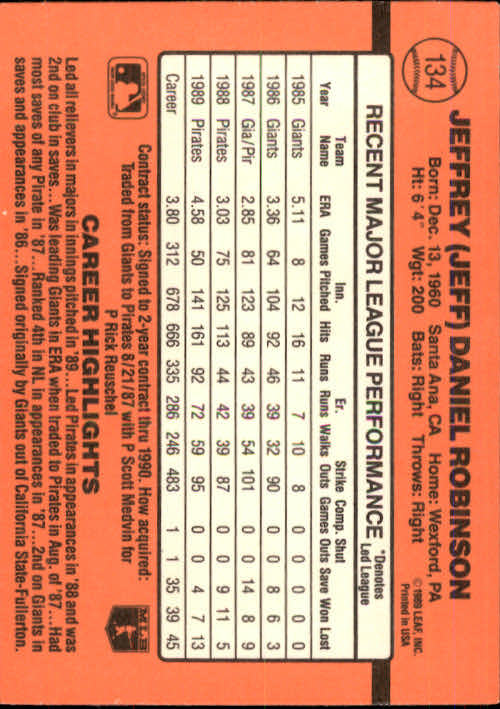 134
JEFFREY (JEFF) DANIEL ROBINSON
Born: Dec. 13, 1960 Santa Ana, CA Home: Wexford, PA
Ht: 6'4" Wgt: 200 Bats: Right Throws: Right
©1989 LEAF, INC.
Printed in USA
RECENT MAJOR LEAGUE PERFORMANCE
*Denotes
Led League
Year Team Name ERA Games Inn. Pitched Hits Runs Er. Runs Walks Strike Outs Comp. Games Shut Outs Save Won Lost
1985 Giants 5.11 8 12 16 11 7 10 8 0 0 0 0 0
1986 Giants 3.36 64 104 92 46 39 32 90 0 0 8 6 3
1987 Gia/Pir 2.85 81 123 89 43 39 54 101 0 0 14 8 9
1988 Pirates 3.03 75 125 113 44 42 39 87 0 0 9 11 5
1989 Pirates 4.58 50 141 161 92 72 59 95 0 0 4 7 13
Career 3.80 312 678 666 335 286 246 483 1 1 35 39 45
Contract status: Signed to 2-year contract thru 1990. How acquired:
Traded from Giants to Pirates 8/21/87 with P Scott Medvin for
P Rick Reuschel
MLB
CAREER HIGHLIGHTS
Led all relievers in majors in innings pitched in '89...Led Pirates in appearances in '88 and was
2nd on club in saves...Was leading Giants in ERA when traded to Pirates in Aug. of '87...Had
most saves of any Pirate in '87...Ranked 4th in NL in appearances in '87...2nd on Giants in
saves and appearances in '86...Signed originally by Giants out of California State-Fullerton.